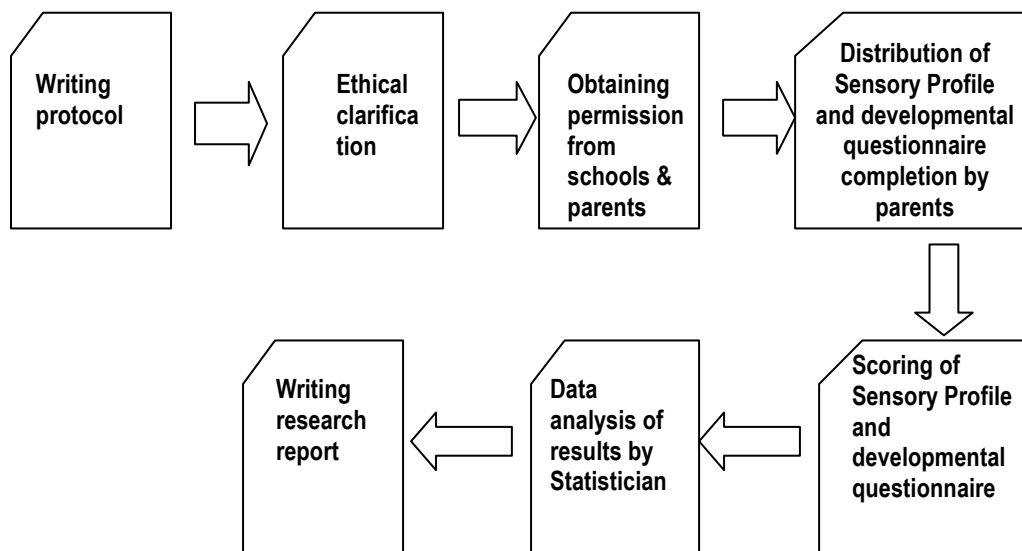 Writing
protocol
Ethical
clarifica
tion
Obtaining
permission
from
schools &
parents
Distribution of
Sensory Profile
and developmental
questionnaire
completion by
parents
Scoring of
Sensory Profile
and
developmental
questionnaire
Data
analysis of
results by
Statistician
Writing
research
report